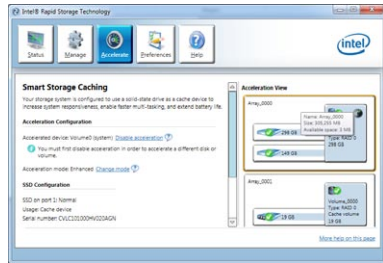 Intel® Rapid Storage Technology
Status
Manage
Accelerate
Preferences
Help
intel
Smart Storage Caching
Your storage system is configured to use a solid-state drive as a cache device to
increase system responsiveness, enable faster multi-tasking, and extend battery life.
Acceleration Configuration
Accelerated device: Volume0 (system) Disable acceleration
You must first disable acceleration in order to accelerate a different disk or
volume.
Acceleration mode: Enhanced Change mode
SSD Configuration
SSD on port 1: Normal
Usage: Cache device
Serial number:
Acceleration View
Array_0000
Name: Array_0000
Available space: 3 MB
298 GB
149 GB
Type: RAID 0
298 GB
Array_0001
19 GB
Volume_0000
Type: RAID 0
Cache volume
19 GB
More help on this page